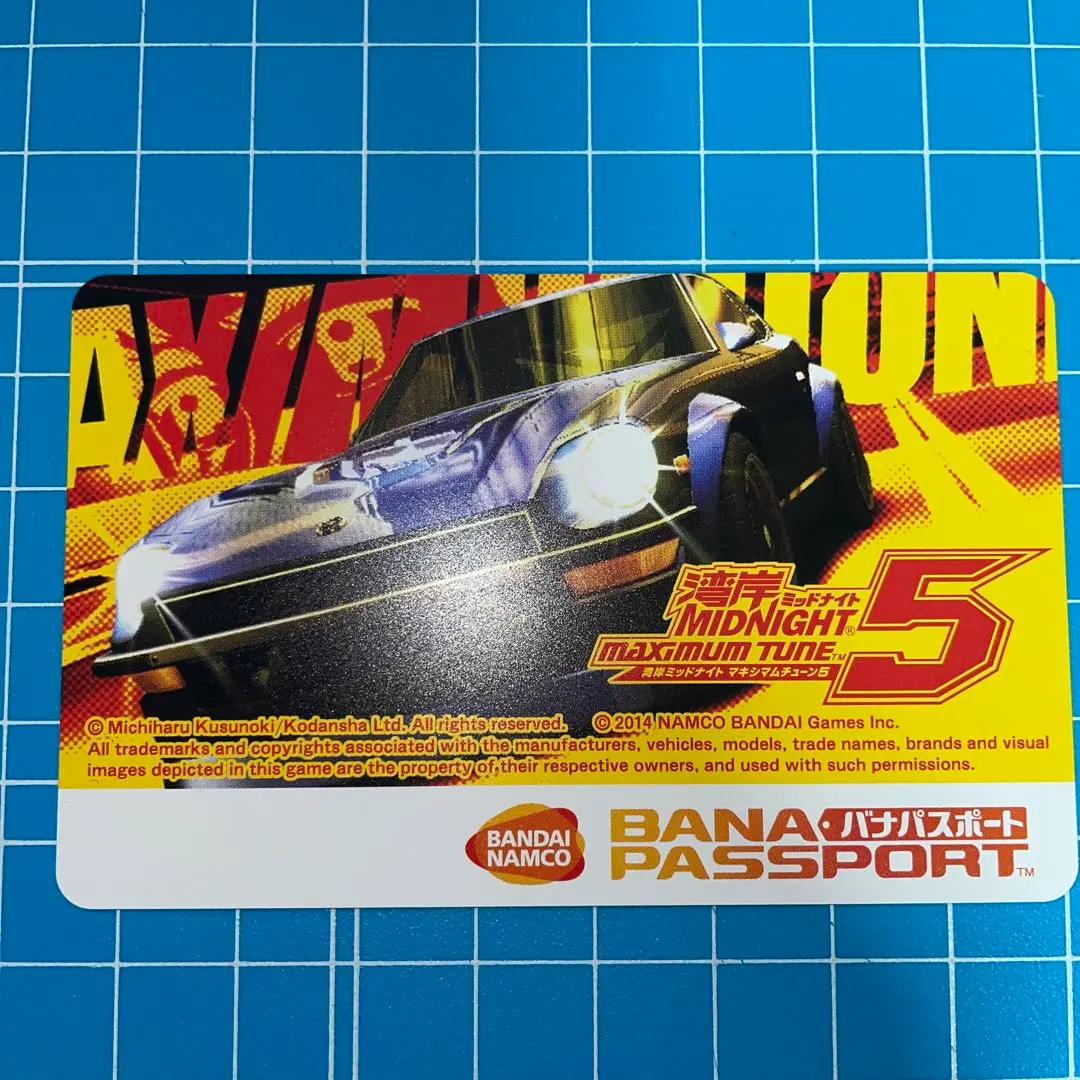 AXIMUM TUN
湾岸 ミッドナイト
MIDNIGHT®
MAXIMUM TUNE™ 5
湾岸ミッドナイト マキシマムチューン5
© Michiharu Kusunoki/Kodansha Ltd. All rights reserved. © 2014 NAMCO BANDAI Games Inc.
All trademarks and copyrights associated with the manufacturers, vehicles, models, trade names, brands and visual
images depicted in this game are the property of their respective owners, and used with such permissions.
BANDAI
NAMCO
BANA・バナパスポート
PASSPORT™